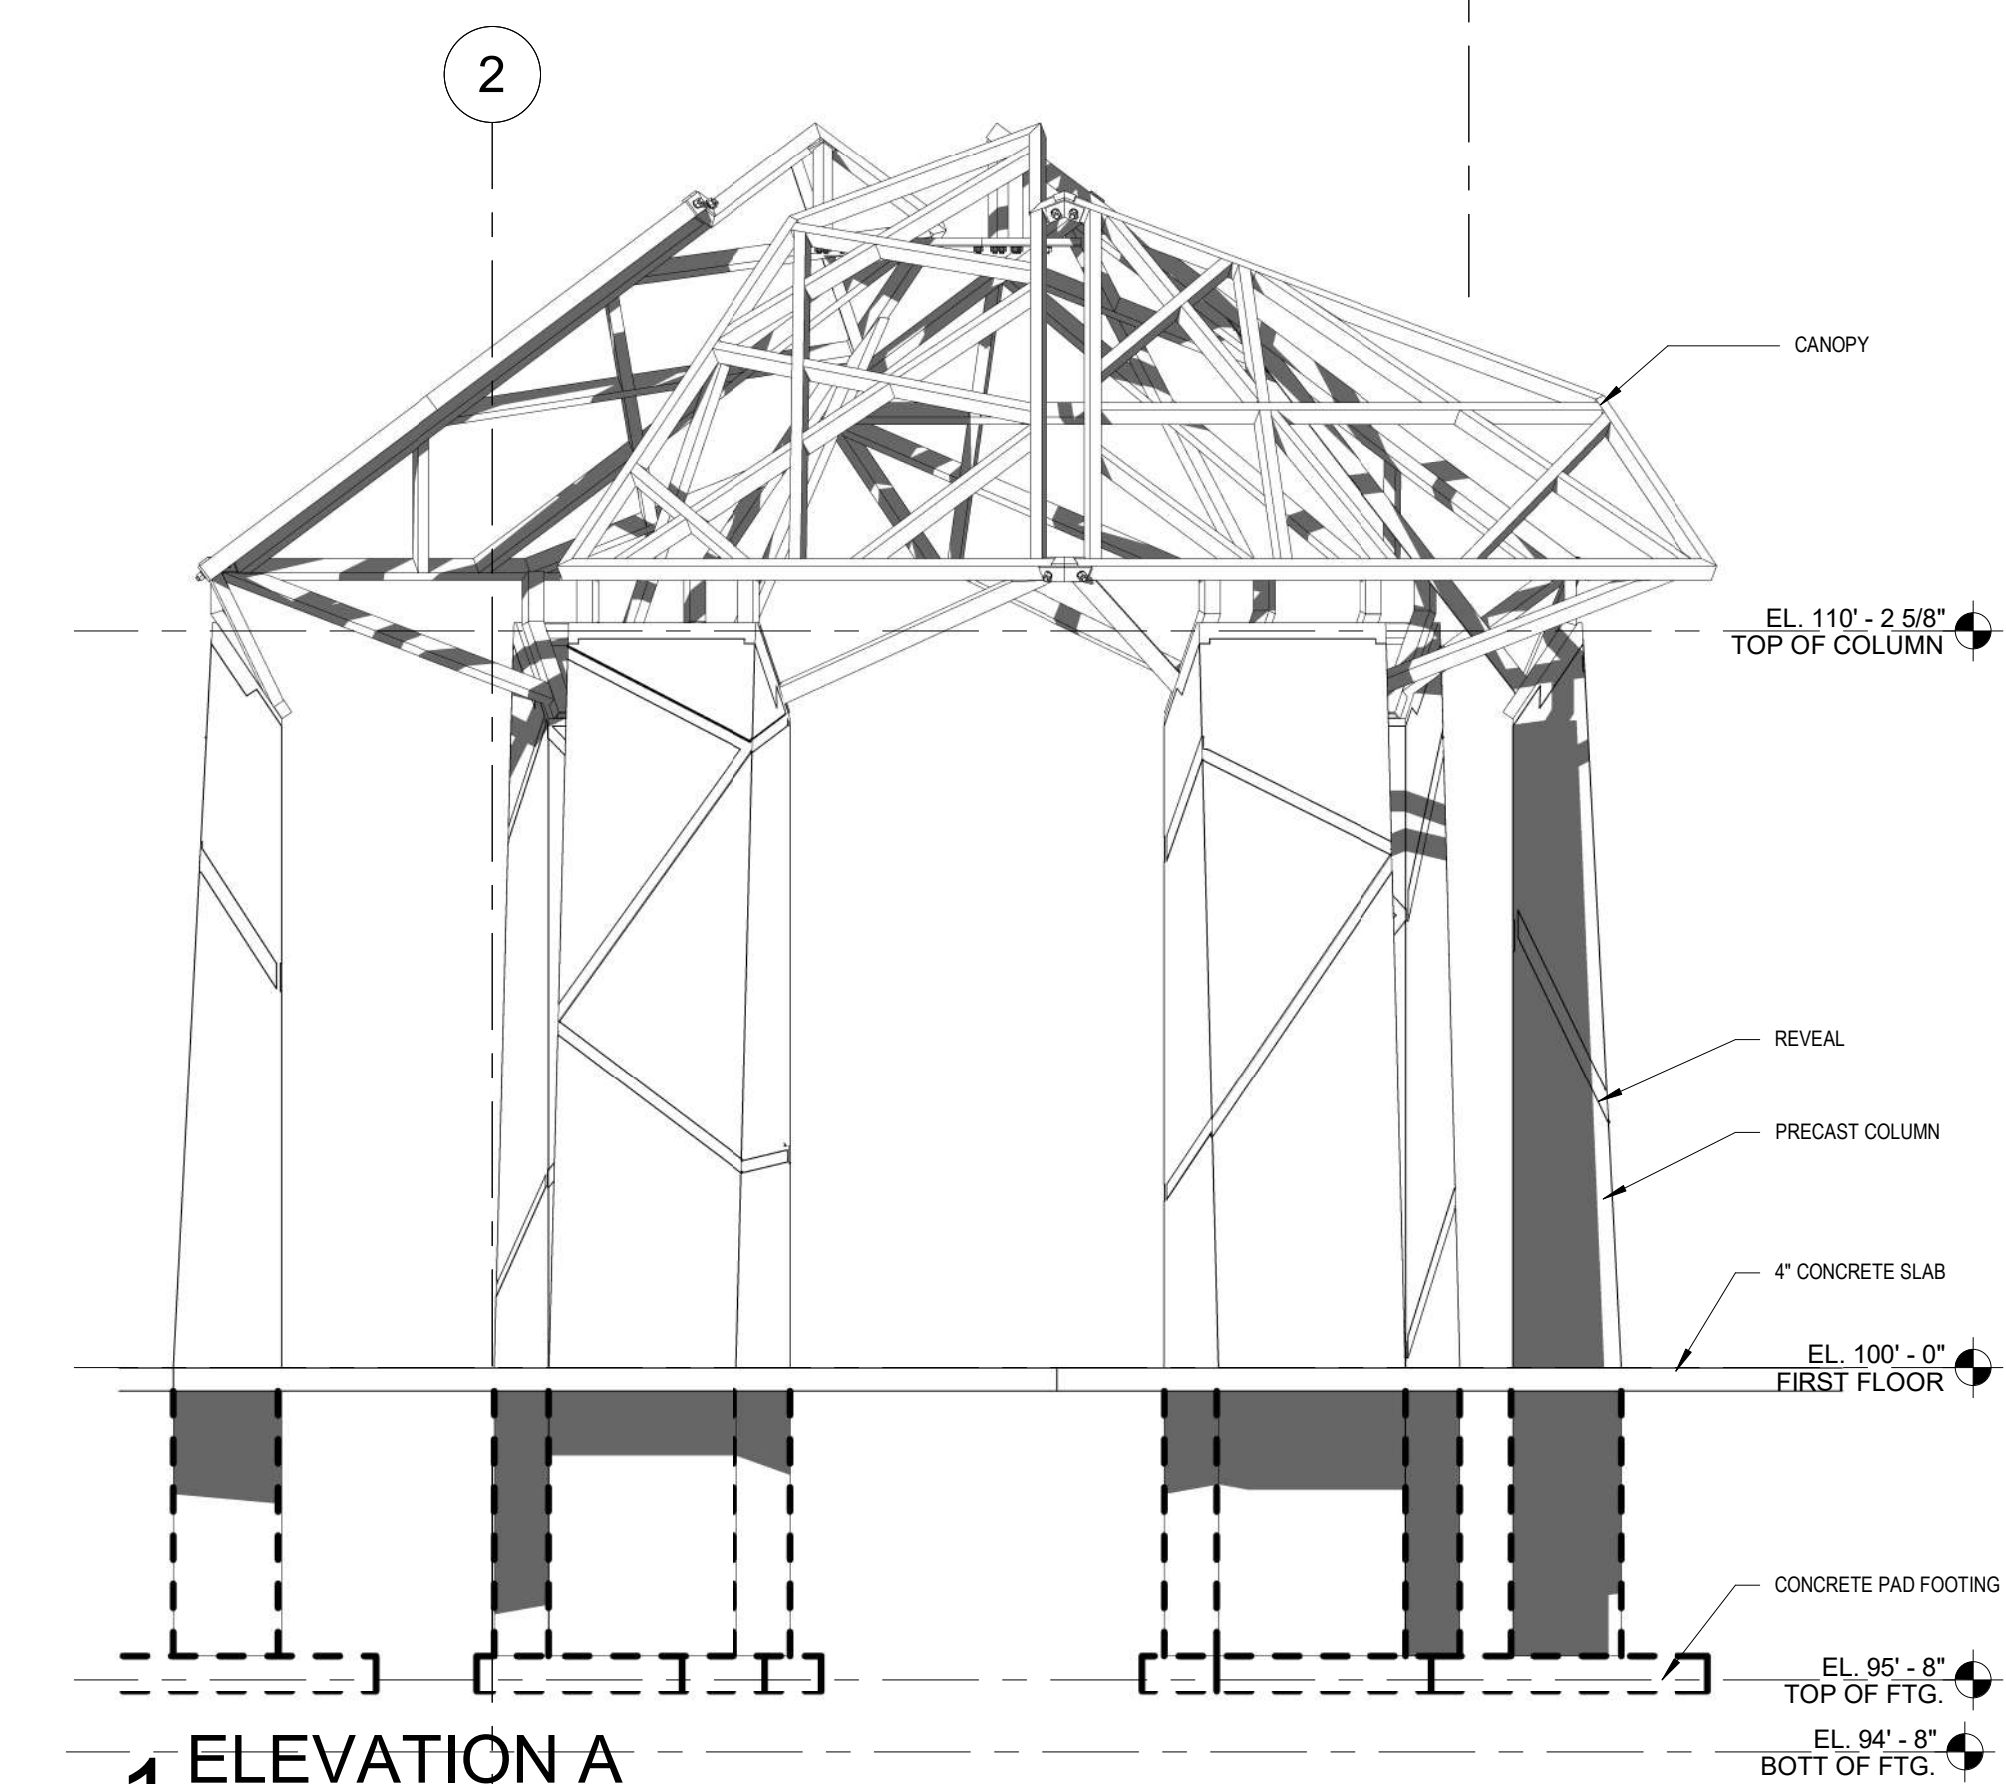 2
CANOPY
EL. 110' - 2 5/8"
TOP OF COLUMN
REVEAL
PRECAST COLUMN
4" CONCRETE SLAB
EL. 100' - 0"
FIRST FLOOR
CONCRETE PAD FOOTING
EL. 95' - 8"
TOP OF FTG.
EL. 94' - 8"
BOTT OF FTG.
1 ELEVATION A